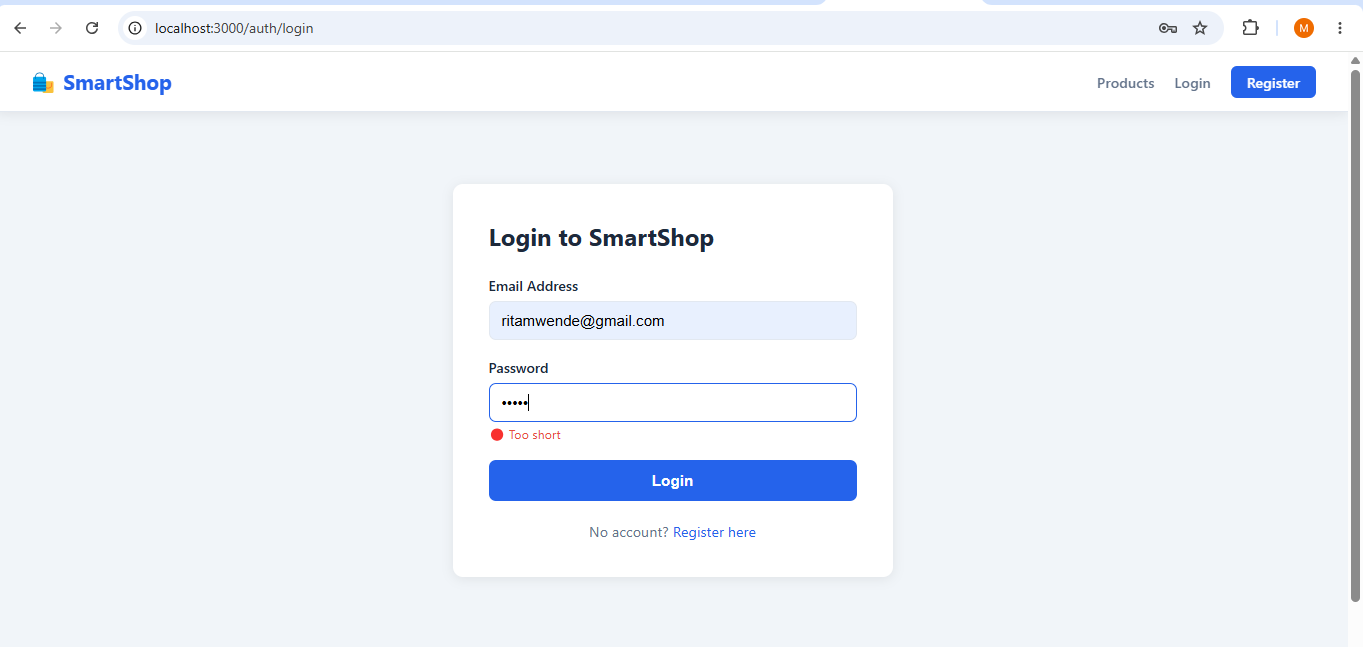 localhost:3000/auth/login
M
SmartShop
Products Login Register
Login to SmartShop
Email Address
ritamwende@gmail.com
Password
•••••
Too short
Login
No account? Register here